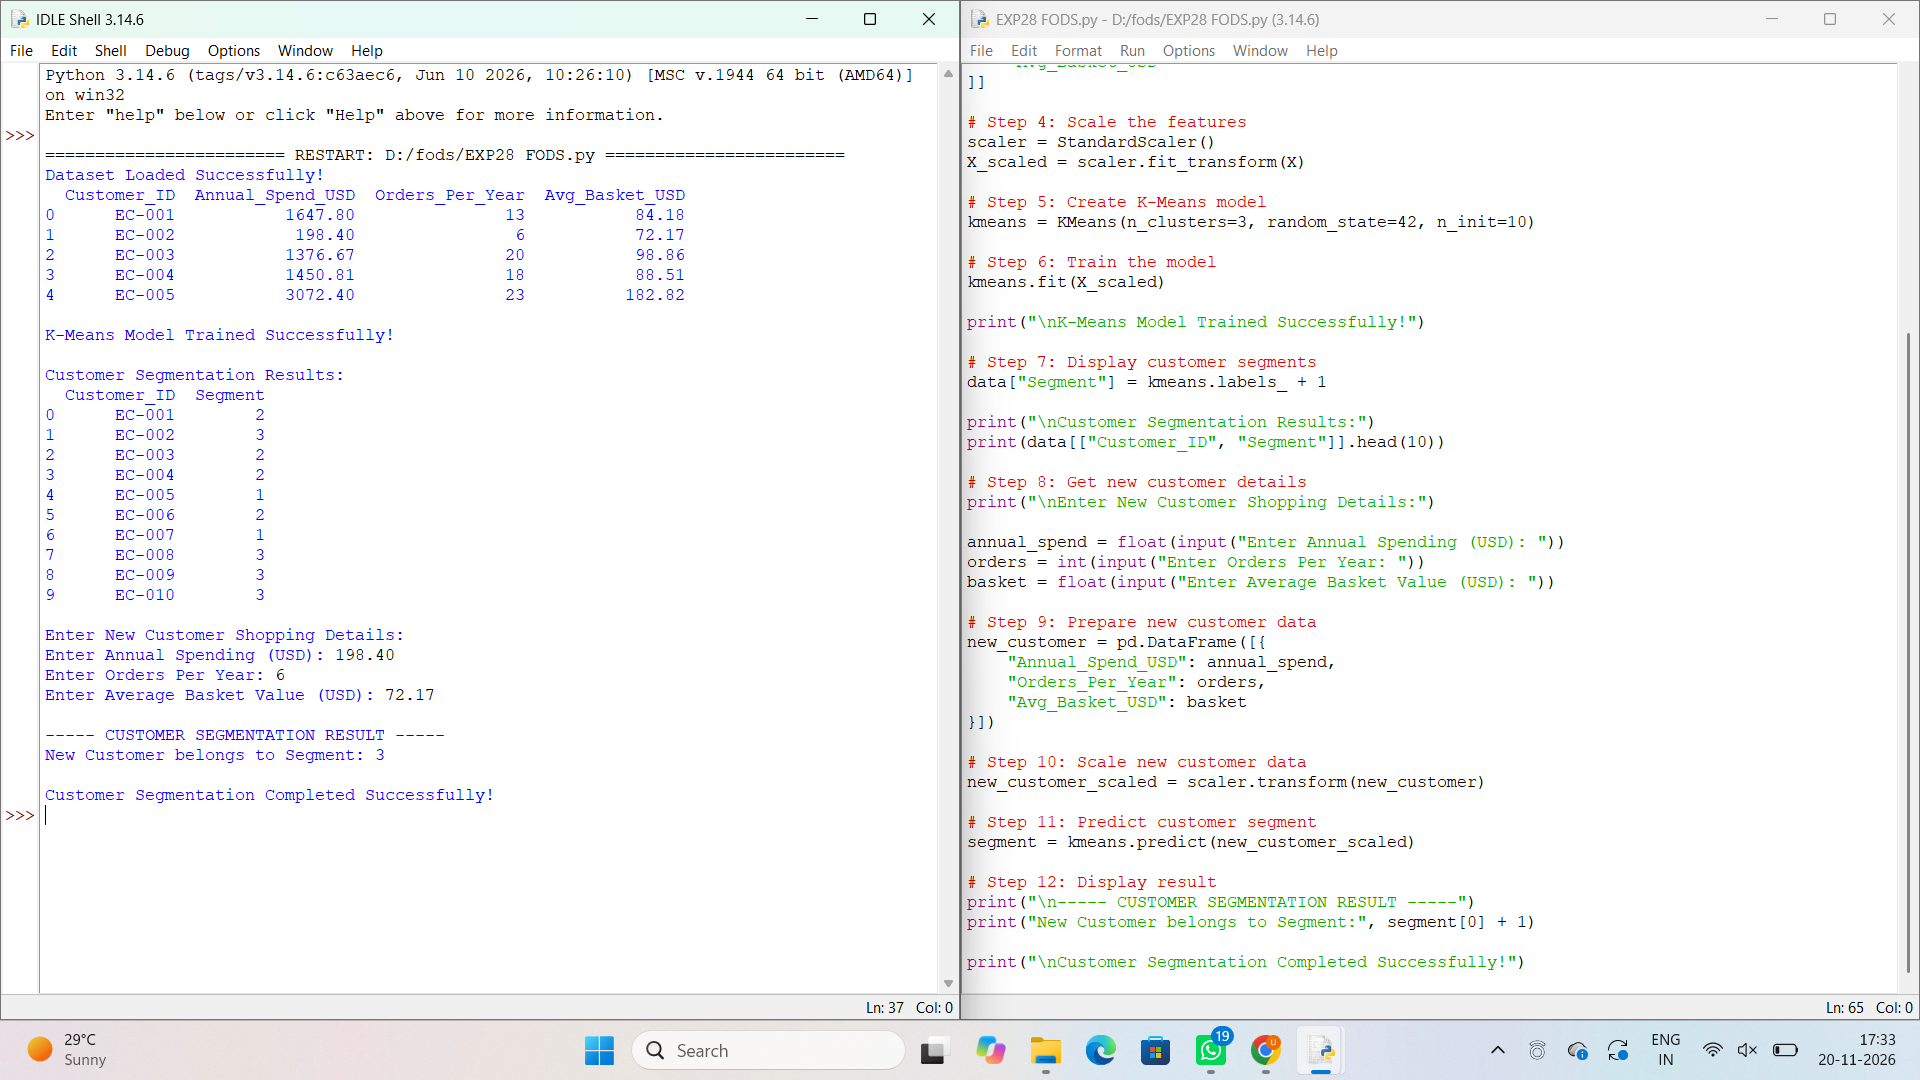 IDLE Shell 3.14.6
File Edit Shell Debug Options Window Help
Python 3.14.6 (tags/v3.14.6:c63aec6, Jun 10 2026, 10:26:10) [MSC v.1944 64 bit (AMD64)]
on win32
Enter "help" below or click "Help" above for more information.
>>>
======================== RESTART: D:/fods/EXP28 FODS.py ========================
Dataset Loaded Successfully!
  Customer_ID  Annual_Spend_USD  Orders_Per_Year  Avg_Basket_USD
0      EC-001           1647.80               13           84.18
1      EC-002            198.40                6           72.17
2      EC-003           1376.67               20           98.86
3      EC-004           1450.81               18           88.51
4      EC-005           3072.40               23          182.82
K-Means Model Trained Successfully!
Customer Segmentation Results:
  Customer_ID  Segment
0      EC-001        2
1      EC-002        3
2      EC-003        2
3      EC-004        2
4      EC-005        1
5      EC-006        2
6      EC-007        1
7      EC-008        3
8      EC-009        3
9      EC-010        3
Enter New Customer Shopping Details:
Enter Annual Spending (USD): 198.40
Enter Orders Per Year: 6
Enter Average Basket Value (USD): 72.17
----- CUSTOMER SEGMENTATION RESULT -----
New Customer belongs to Segment: 3
Customer Segmentation Completed Successfully!
>>>
Ln: 37 Col: 0
EXP28 FODS.py - D:/fods/EXP28 FODS.py (3.14.6)
File Edit Format Run Options Window Help
]]
# Step 4: Scale the features
scaler = StandardScaler()
X_scaled = scaler.fit_transform(X)
# Step 5: Create K-Means model
kmeans = KMeans(n_clusters=3, random_state=42, n_init=10)
# Step 6: Train the model
kmeans.fit(X_scaled)
print("\nK-Means Model Trained Successfully!")
# Step 7: Display customer segments
data["Segment"] = kmeans.labels_ + 1
print("\nCustomer Segmentation Results:")
print(data[["Customer_ID", "Segment"]].head(10))
# Step 8: Get new customer details
print("\nEnter New Customer Shopping Details:")
annual_spend = float(input("Enter Annual Spending (USD): "))
orders = int(input("Enter Orders Per Year: "))
basket = float(input("Enter Average Basket Value (USD): "))
# Step 9: Prepare new customer data
new_customer = pd.DataFrame([{
    "Annual_Spend_USD": annual_spend,
    "Orders_Per_Year": orders,
    "Avg_Basket_USD": basket
}])
# Step 10: Scale new customer data
new_customer_scaled = scaler.transform(new_customer)
# Step 11: Predict customer segment
segment = kmeans.predict(new_customer_scaled)
# Step 12: Display result
print("\n----- CUSTOMER SEGMENTATION RESULT -----")
print("New Customer belongs to Segment:", segment[0] + 1)
print("\nCustomer Segmentation Completed Successfully!")
Ln: 65 Col: 0
29°C
Sunny
Search
19
U
ENG
IN
17:33
20-11-2026